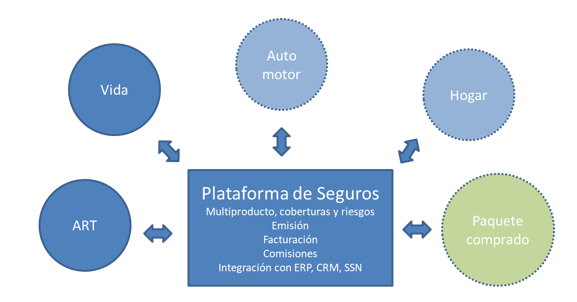 Auto
motor
Vida
Hogar
Plataforma de Seguros
Multiproducto, coberturas y riesgos
Emisión
Facturación
Comisiones
Integración con ERP, CRM, SSN
ART
Paquete
comprado